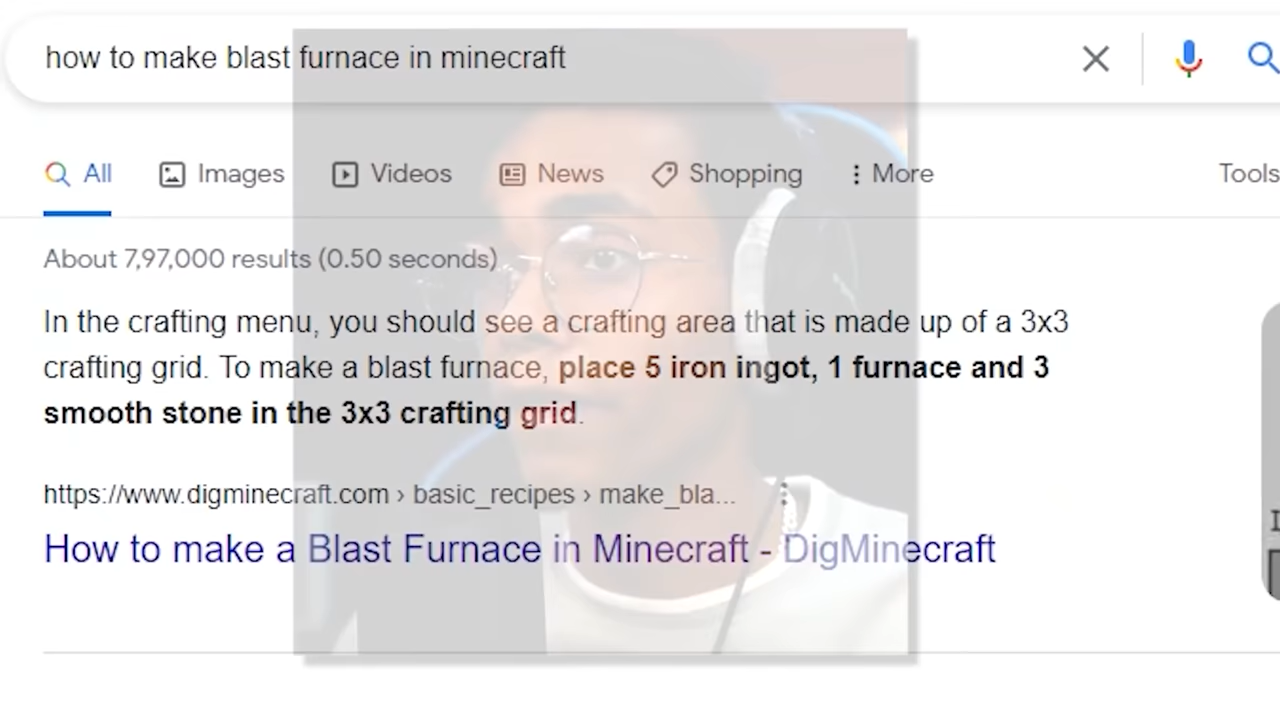 how to make blast furnace in minecraft
All Images Videos News Shopping More Tools
About 7,97,000 results (0.50 seconds)
In the crafting menu, you should see a crafting area that is made up of a 3x3
crafting grid. To make a blast furnace, place 5 iron ingot, 1 furnace and 3
smooth stone in the 3x3 crafting grid.
https://www.digminecraft.com › basic_recipes › make_bla...
How to make a Blast Furnace in Minecraft - DigMinecraft